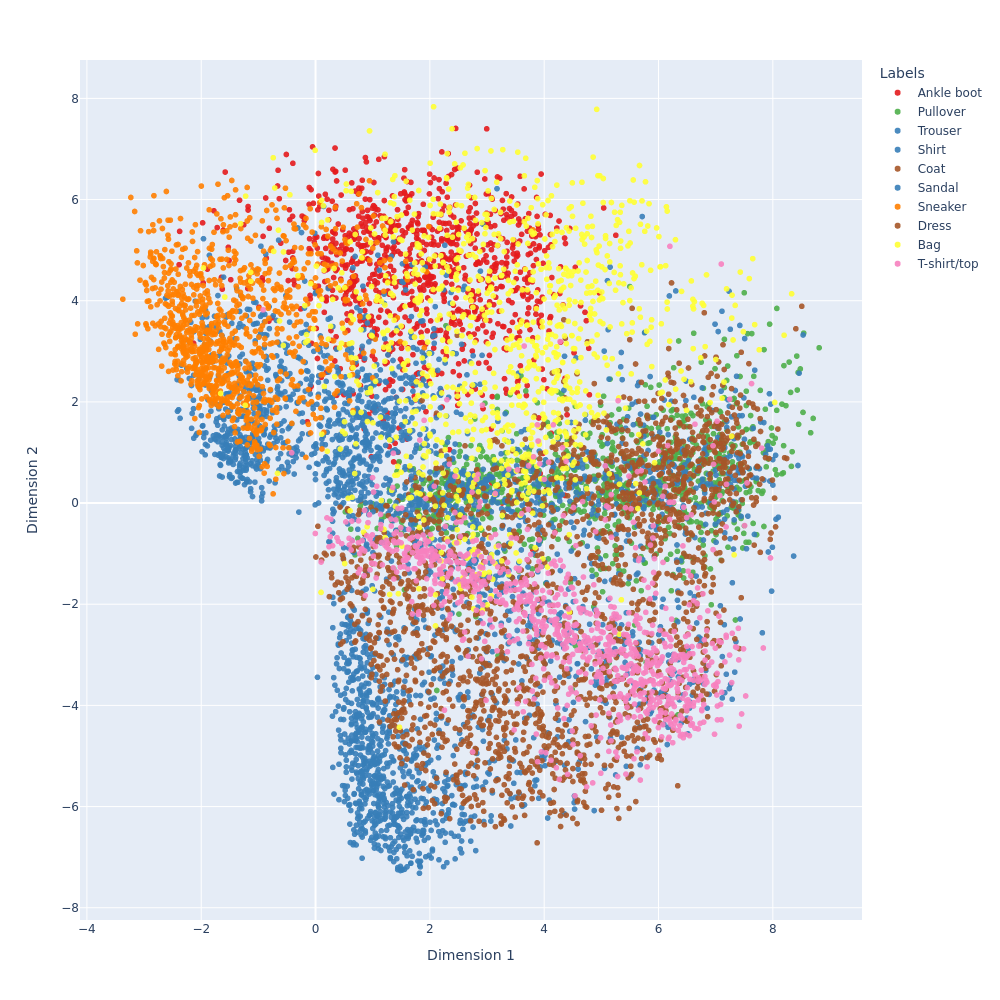 Labels
Ankle boot
Pullover
Trouser
Shirt
Coat
Sandal
Sneaker
Dress
Bag
T-shirt/top
8
6
4
2
0
−2
−4
−6
−8
Dimension 2
−4 −2 0 2 4 6 8
Dimension 1